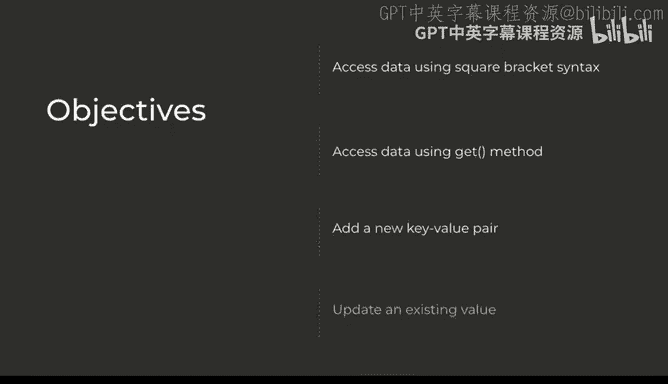 GPT中英字幕课程资源@bilibili.com
GPT中英字幕课程资源 bilibili
Access data using square bracket syntax
Objectives
Access data using get() method
Add a new key-value pair
Update an existing value